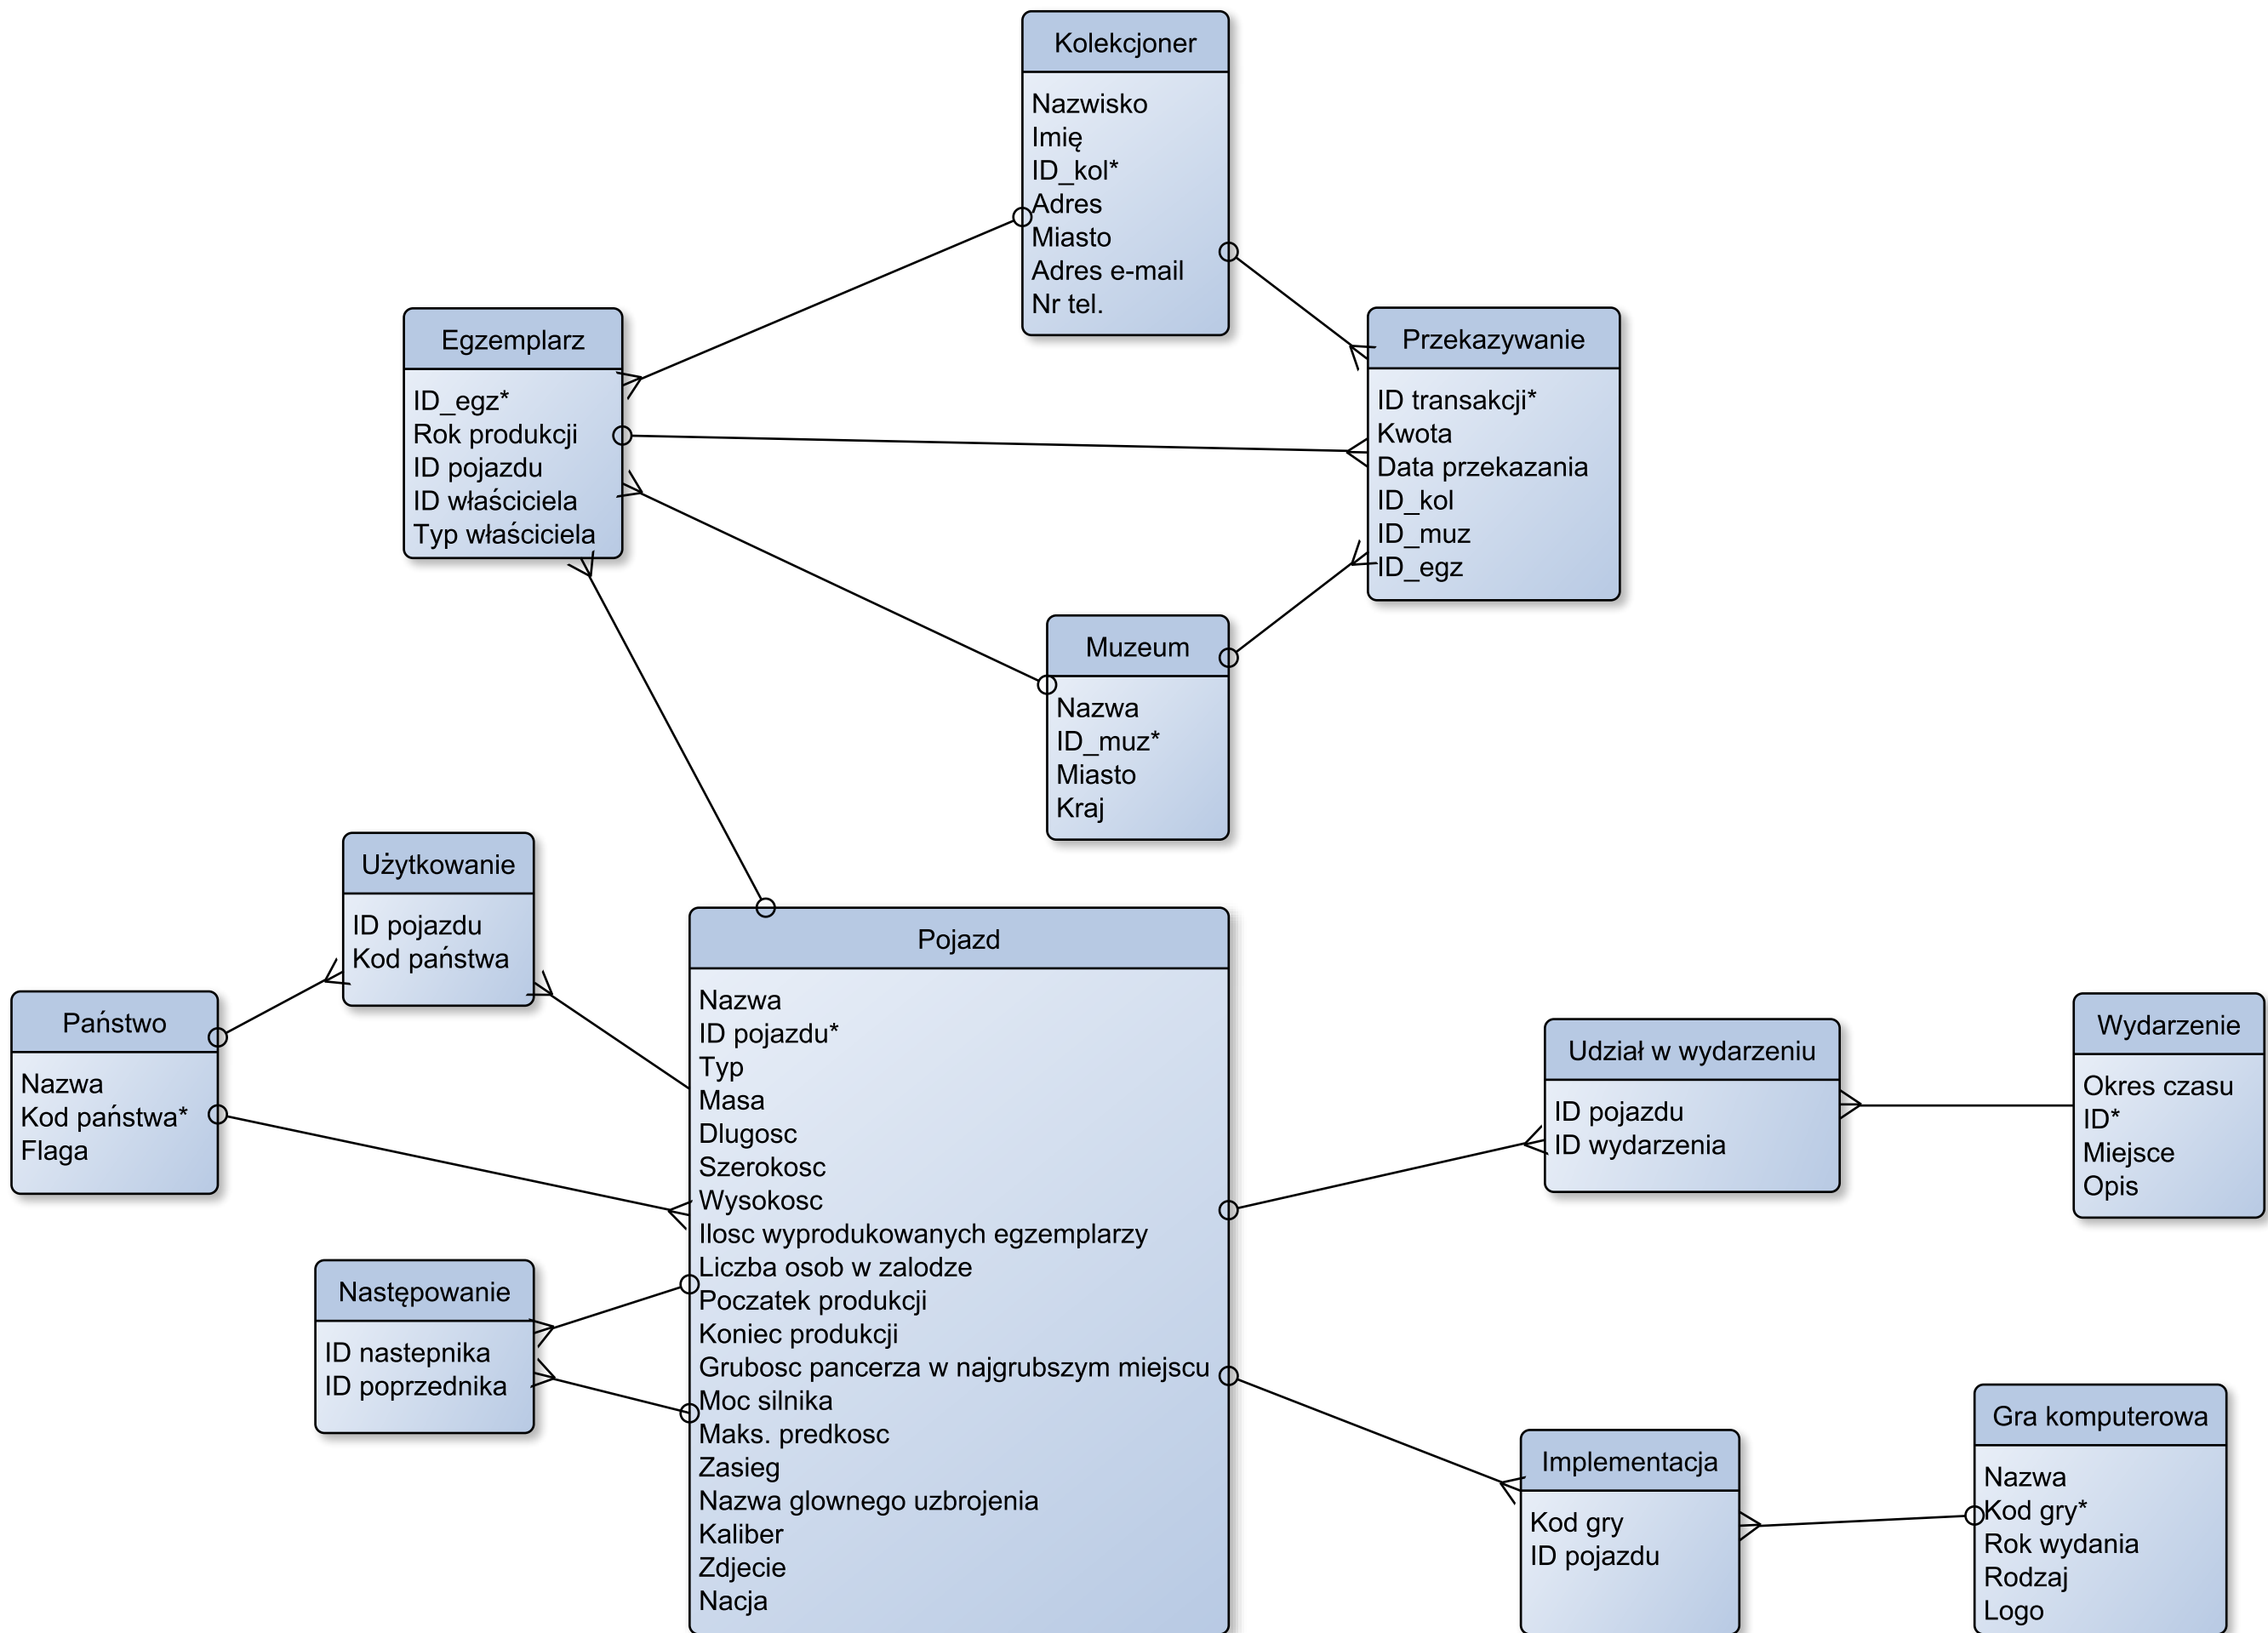 Kolekcjoner
Nazwisko
Imię
ID_kol*
Adres
Miasto
Adres e-mail
Nr tel.
Egzemplarz
ID_egz*
Rok produkcji
ID pojazdu
ID właściciela
Typ właściciela
Przekazywanie
ID transakcji*
Kwota
Data przekazania
ID_kol
ID_muz
ID_egz
Muzeum
Nazwa
ID_muz*
Miasto
Kraj
Użytkowanie
ID pojazdu
Kod państwa
Państwo
Nazwa
Kod państwa*
Flaga
Pojazd
Nazwa
ID pojazdu*
Typ
Masa
Dlugosc
Szerokosc
Wysokosc
Ilosc wyprodukowanych egzemplarzy
Liczba osob w zalodze
Poczatek produkcji
Koniec produkcji
Grubosc pancerza w najgrubszym miejscu
Moc silnika
Maks. predkosc
Zasieg
Nazwa glownego uzbrojenia
Kaliber
Zdjecie
Nacja
Następowanie
ID nastepnika
ID poprzednika
Udział w wydarzeniu
ID pojazdu
ID wydarzenia
Wydarzenie
Okres czasu
ID*
Miejsce
Opis
Implementacja
Kod gry
ID pojazdu
Gra komputerowa
Nazwa
Kod gry*
Rok wydania
Rodzaj
Logo